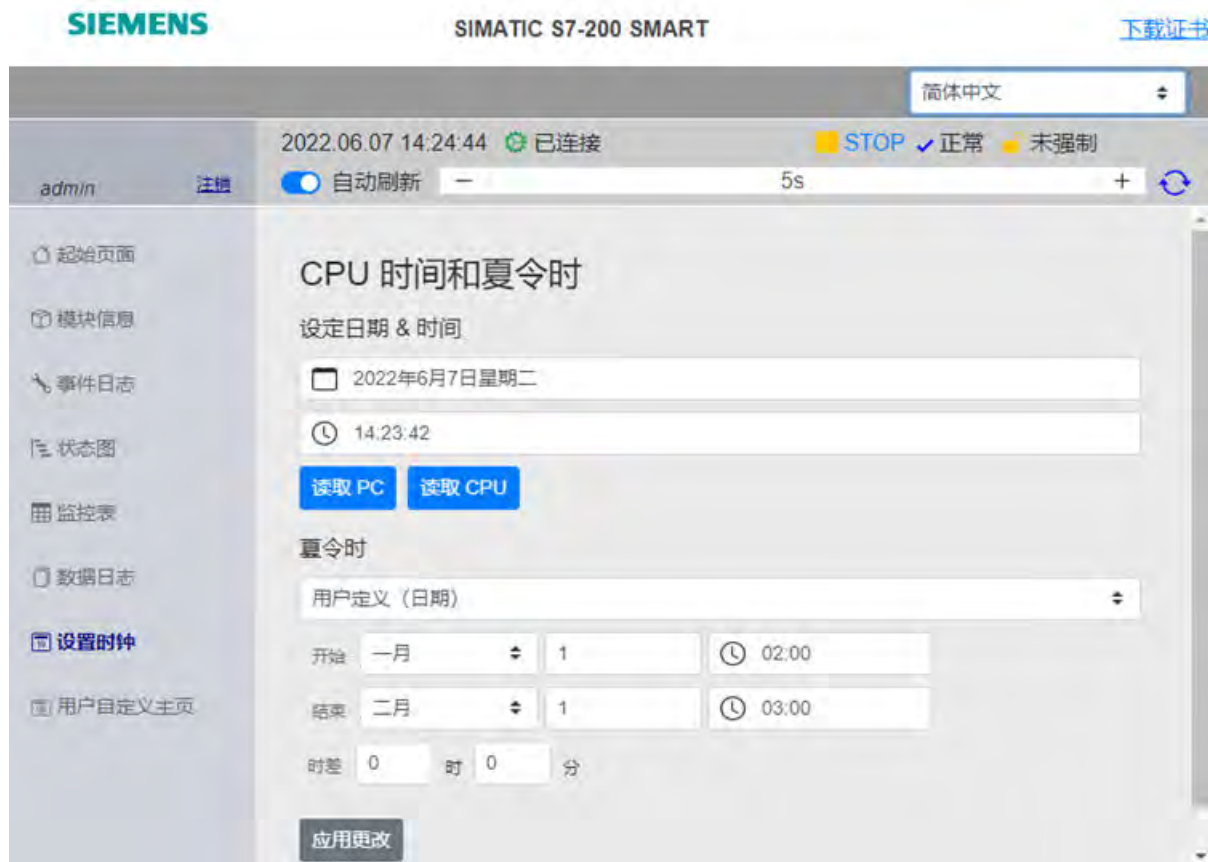 SIEMENS SIMATIC S7-200 SMART 下载证书
简体中文
2022.06.07 14:24:44 已连接 STOP 正常 未强制
admin 注销 自动刷新 − 5s +
起始页面
CPU 时间和夏令时
模块信息
设定日期 & 时间
事件日志
2022年6月7日星期二
14:23:42
状态图
读取 PC 读取 CPU
监控表
夏令时
数据日志
用户定义（日期）
设置时钟
开始 一月 1 02:00
用户自定义主页
结束 二月 1 03:00
时差 0 时 0 分
应用更改